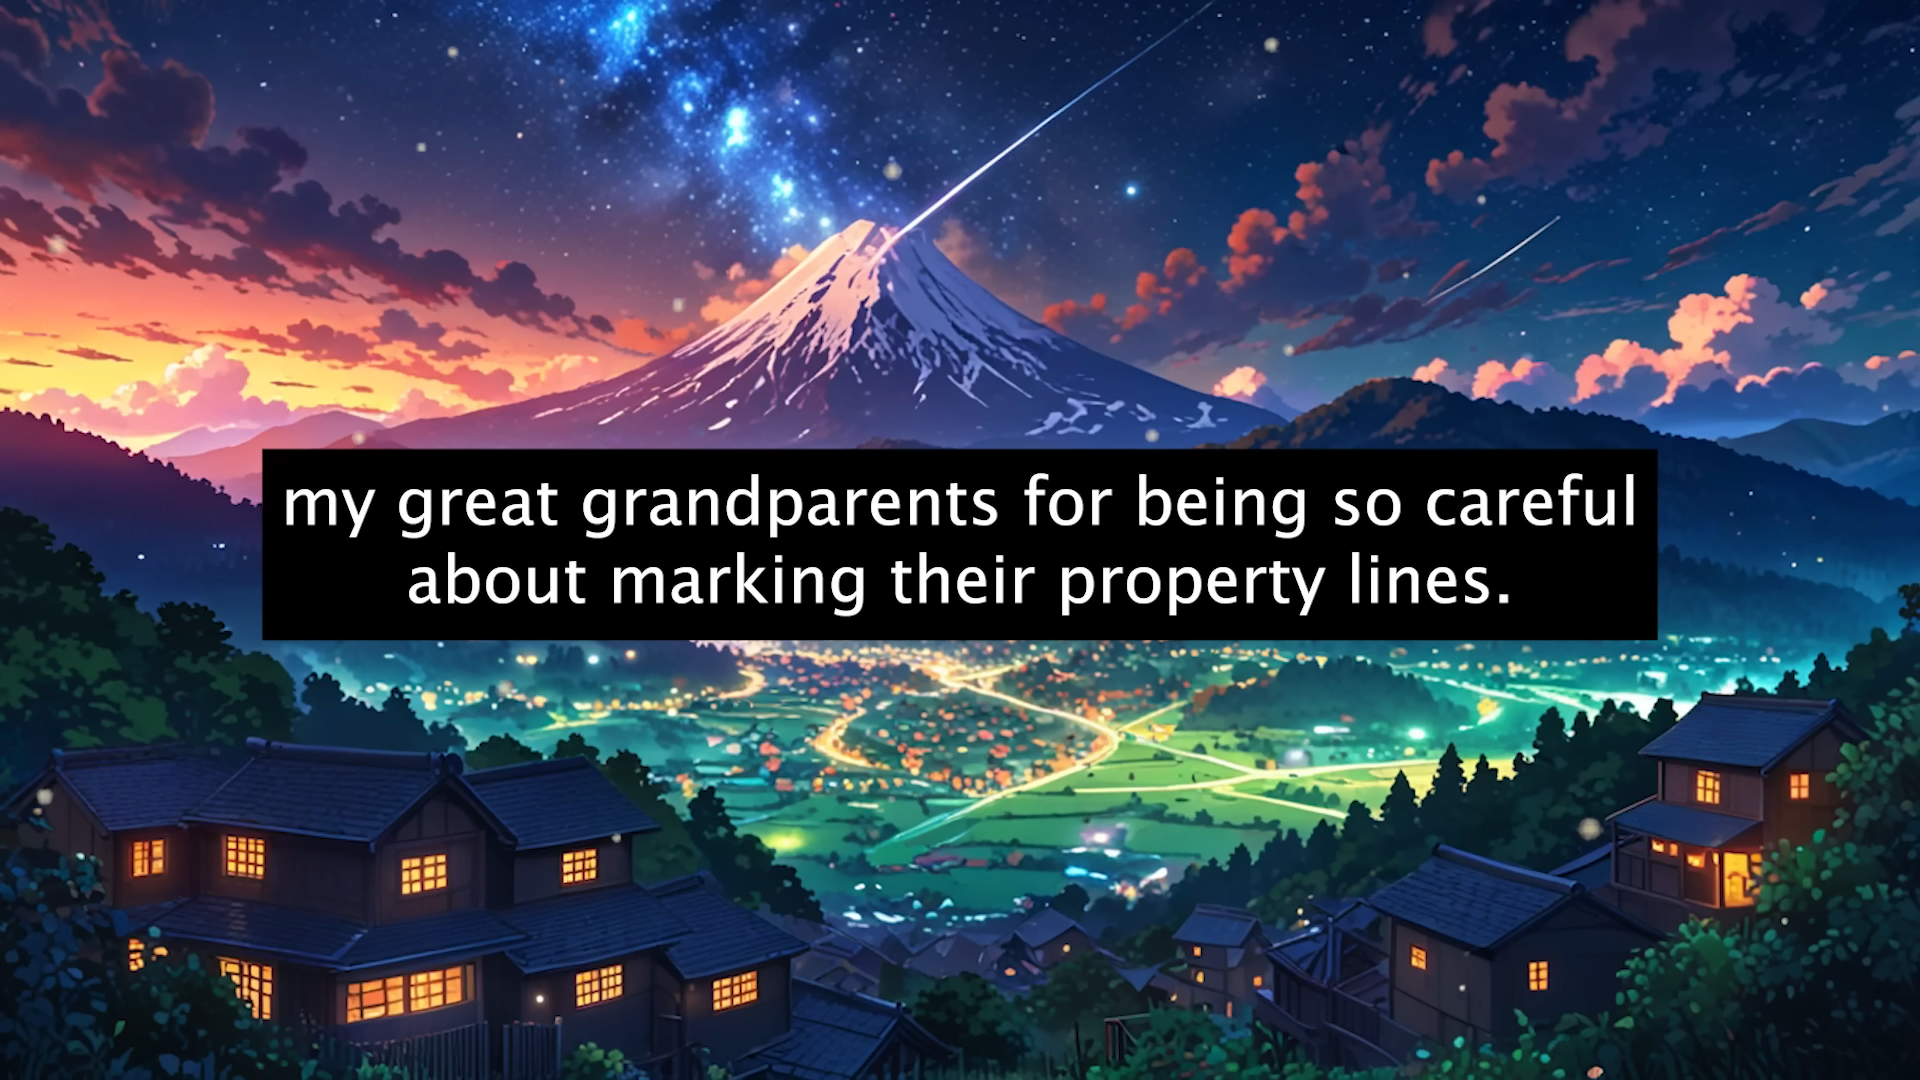 my great grandparents for being so careful
about marking their property lines.